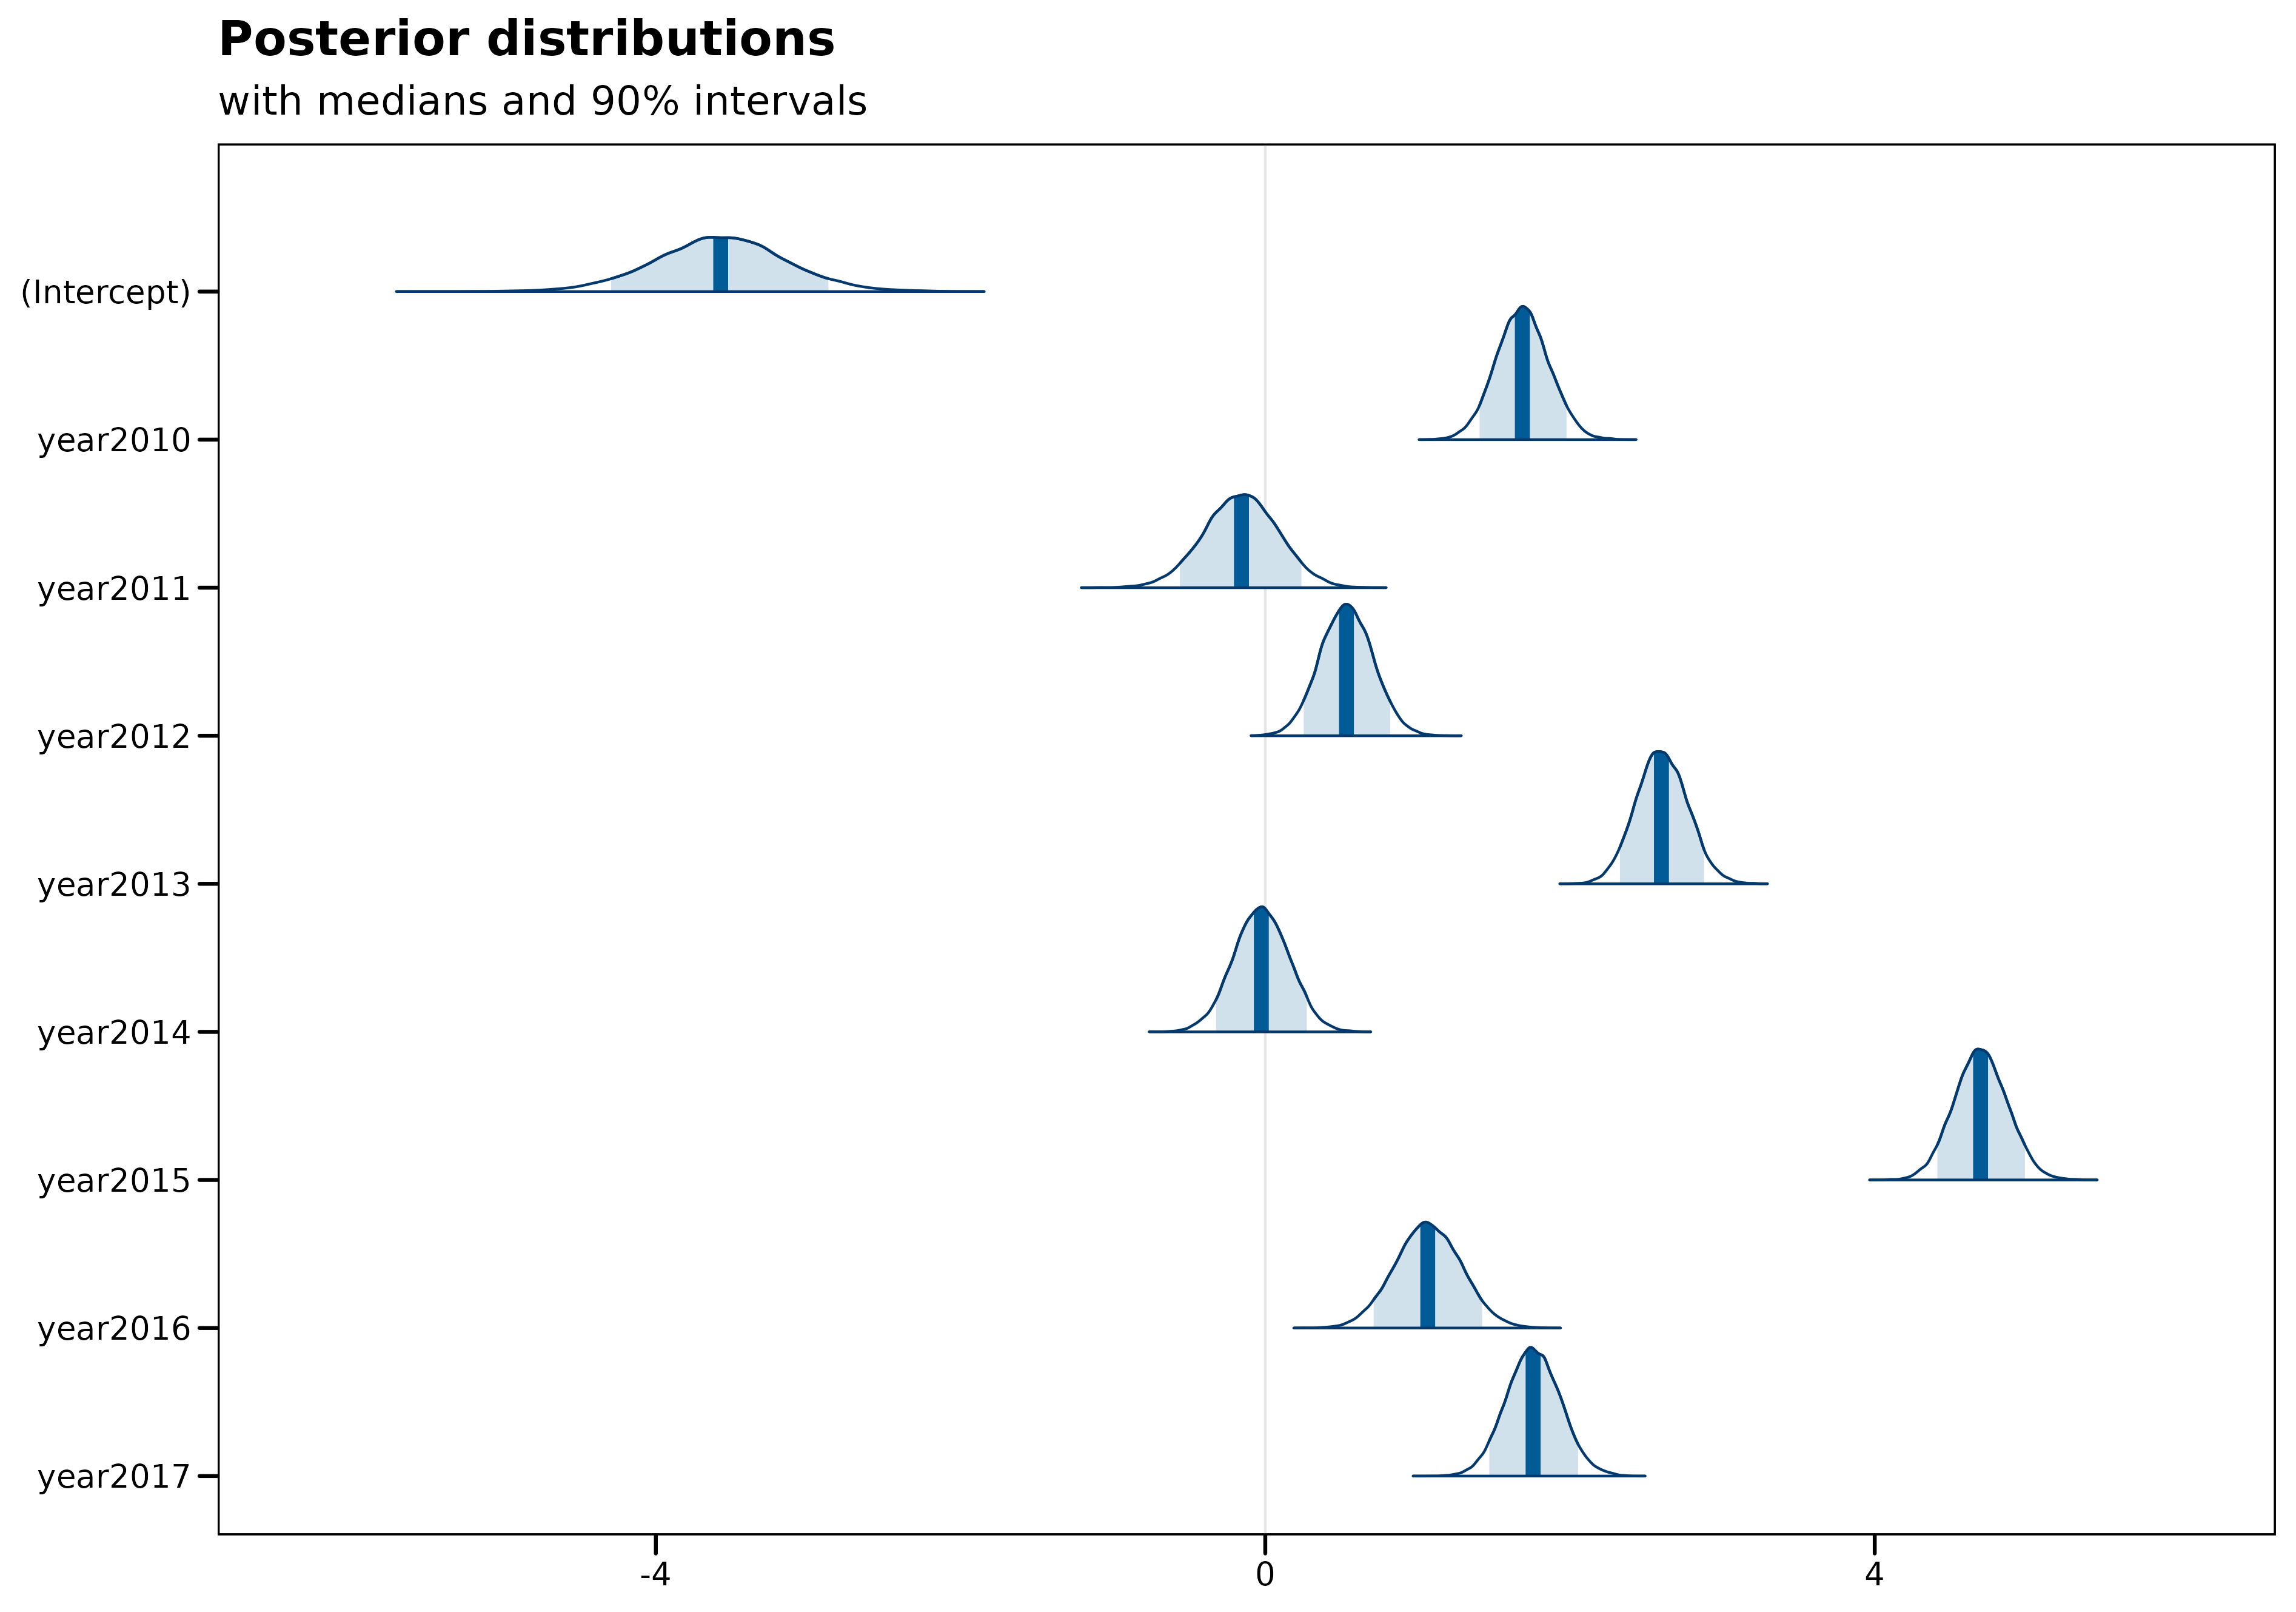 Posterior distributions
with medians and 90% intervals
(Intercept)
year2010
year2011
year2012
year2013
year2014
year2015
year2016
year2017
-4 0 4